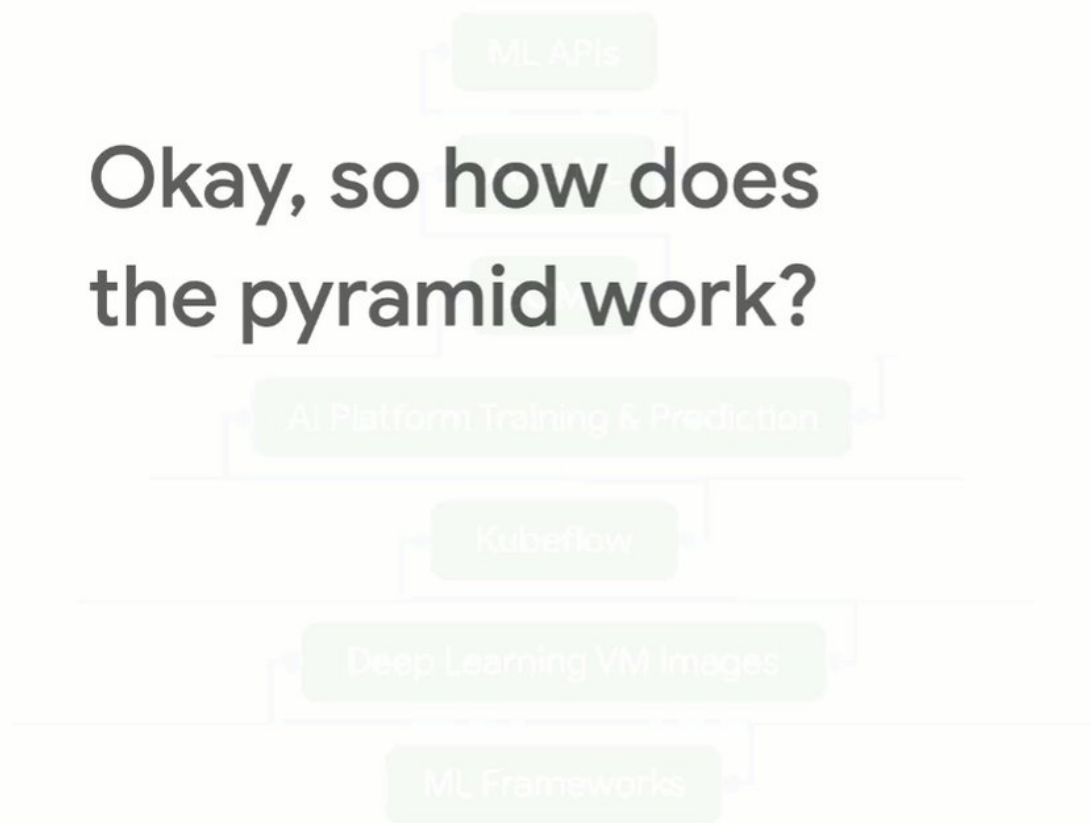 ML APIs
Okay, so how does
the pyramid work?
AI Platform Training & Prediction
Kubeflow
Deep Learning VM Images
ML Frameworks